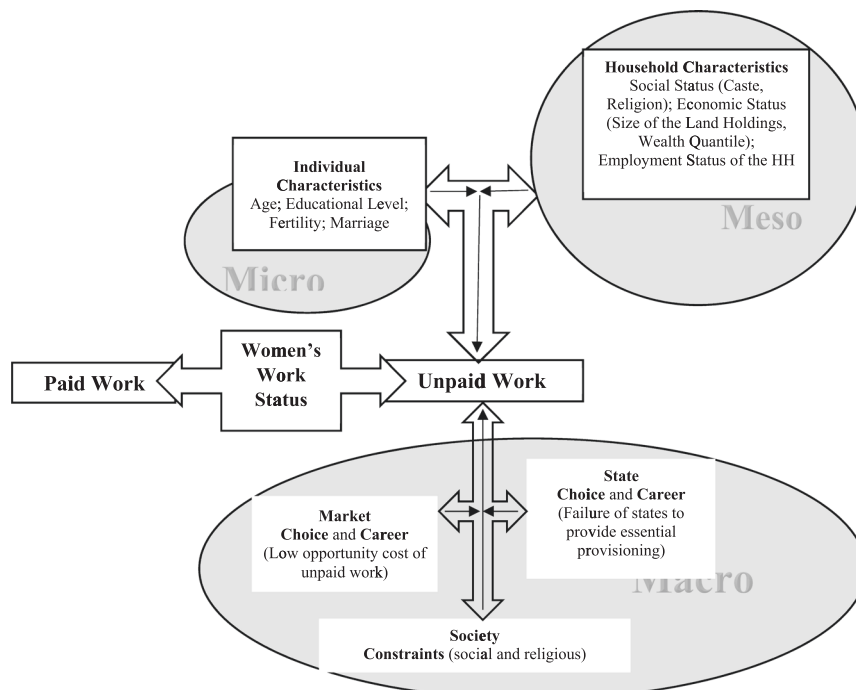 Household Characteristics
Social Status (Caste,
Religion); Economic Status
(Size of the Land Holdings,
Wealth Quantile);
Employment Status of the HH
Meso
Individual
Characteristics
Age; Educational Level;
Fertility; Marriage
Micro
Paid Work
Women's
Work
Status
Unpaid Work
Market
Choice and Career
(Low opportunity cost of
unpaid work)
State
Choice and Career
(Failure of states to
provide essential
provisioning)
Macro
Society
Constraints (social and religious)